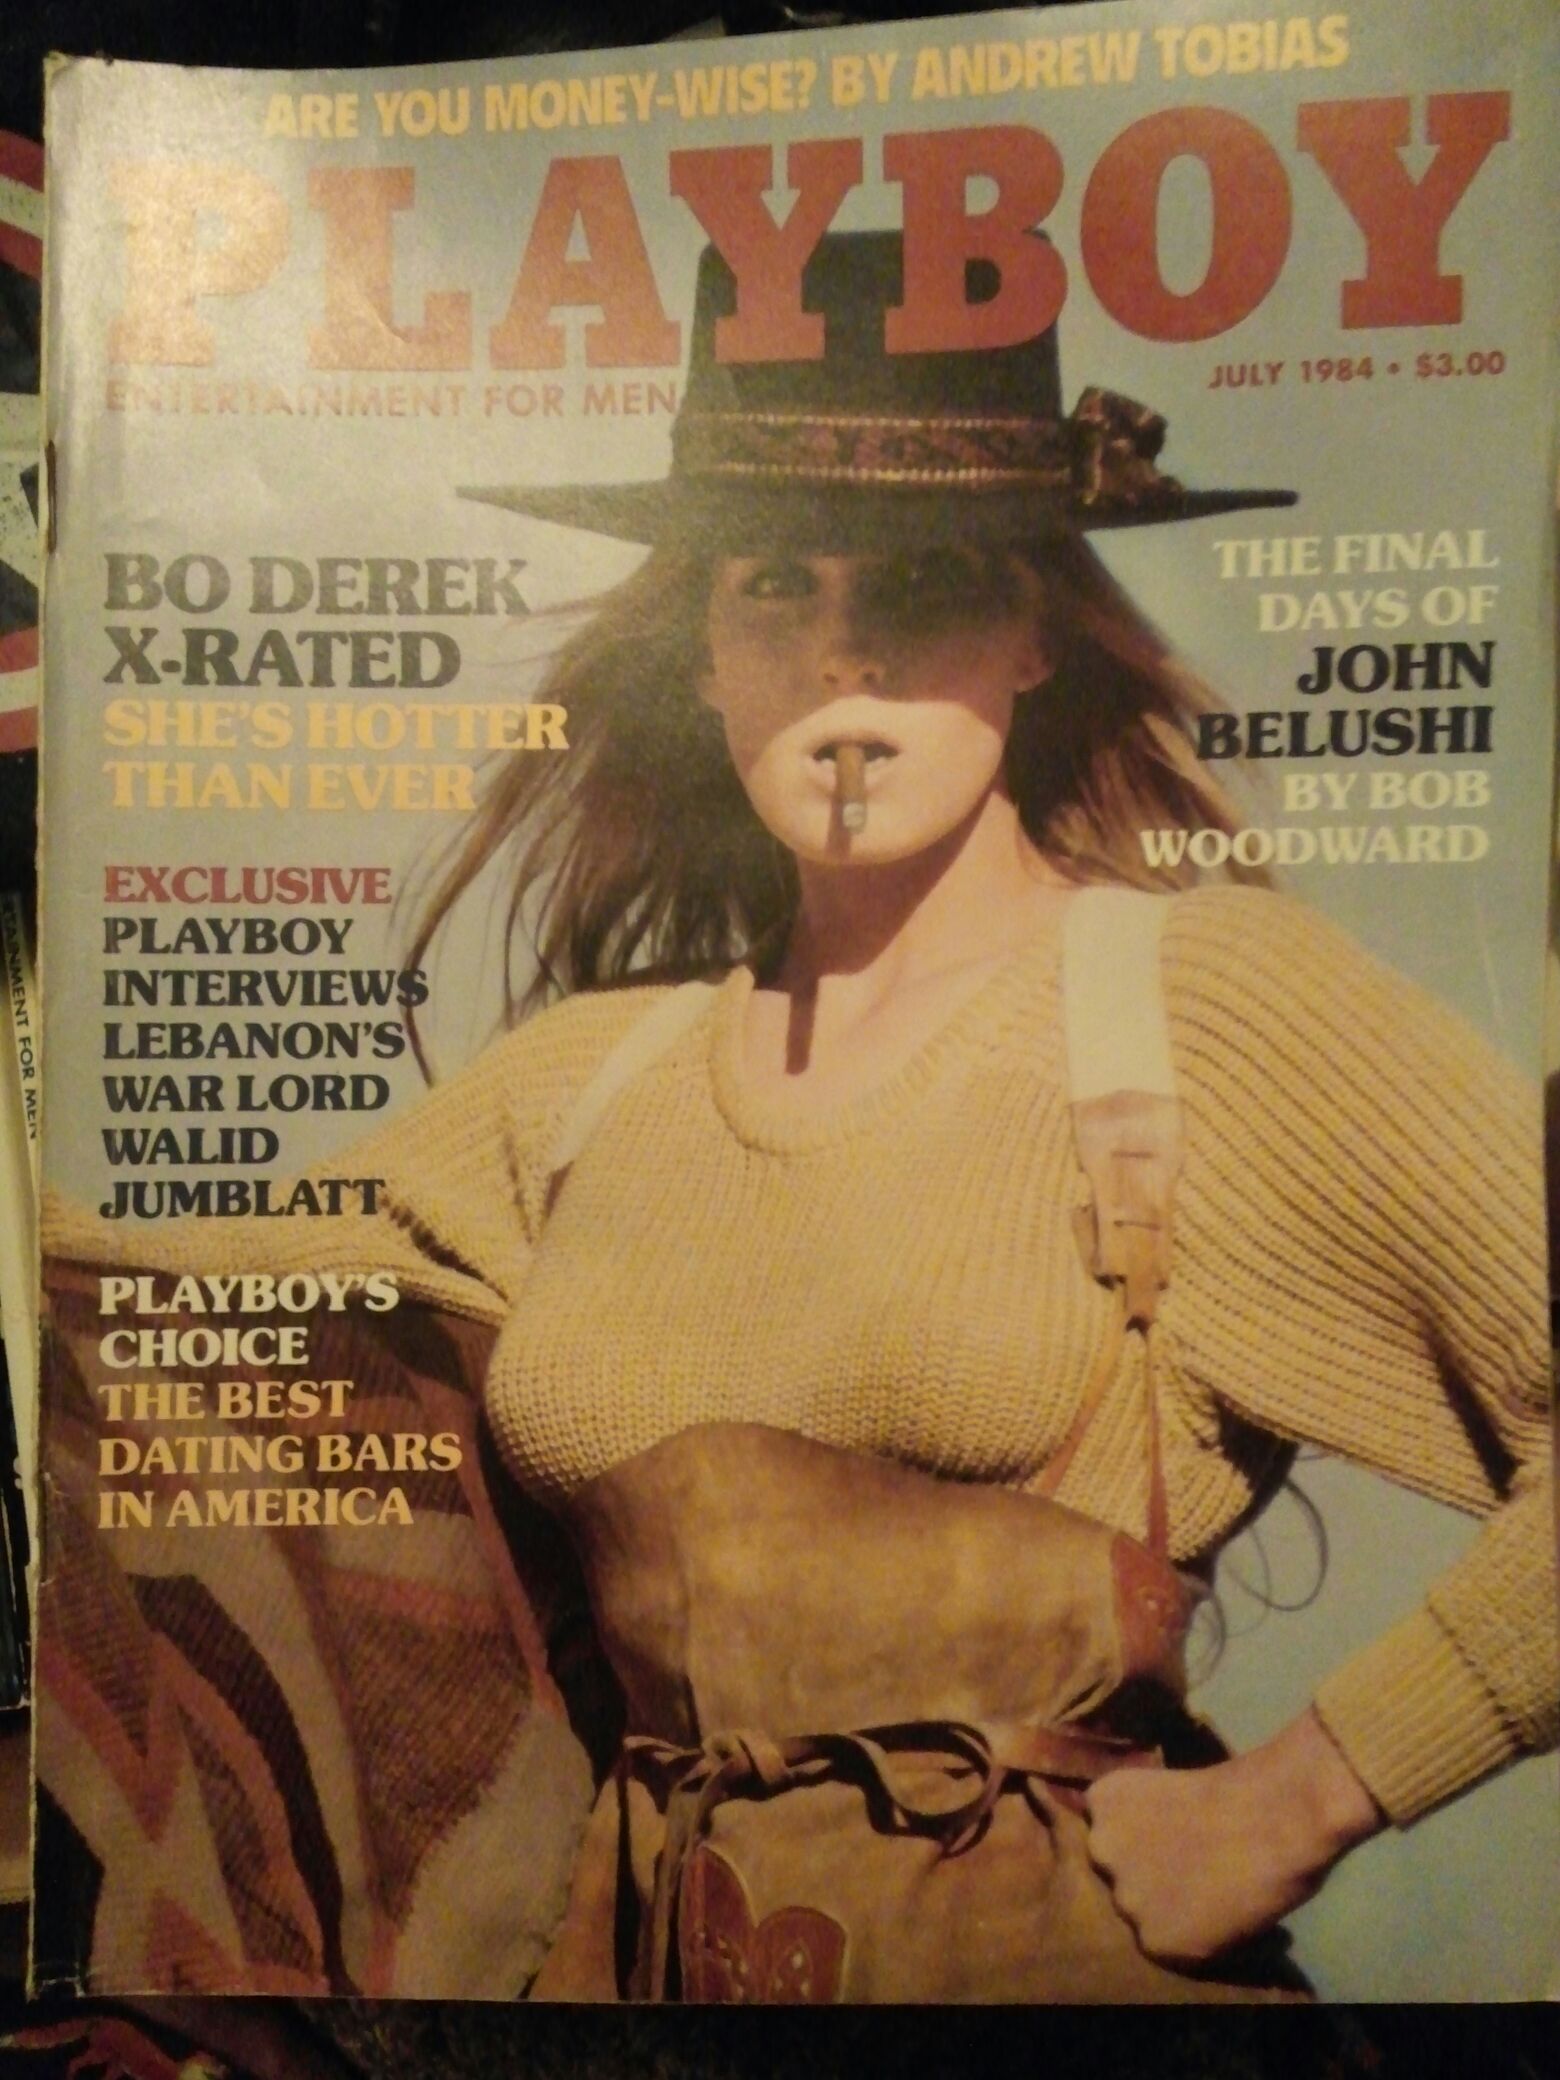 ARE YOU MONEY-WISE? BY ANDREW TOBIAS
PLAYBOY
ENTERTAINMENT FOR MEN
JULY 1984 • $3.00
BO DEREK
X-RATED
SHE'S HOTTER
THAN EVER
THE FINAL
DAYS OF
JOHN
BELUSHI
BY BOB
WOODWARD
EXCLUSIVE
PLAYBOY
INTERVIEWS
LEBANON'S
WAR LORD
WALID
JUMBLATT
PLAYBOY'S
CHOICE
THE BEST
DATING BARS
IN AMERICA
FOR MEN